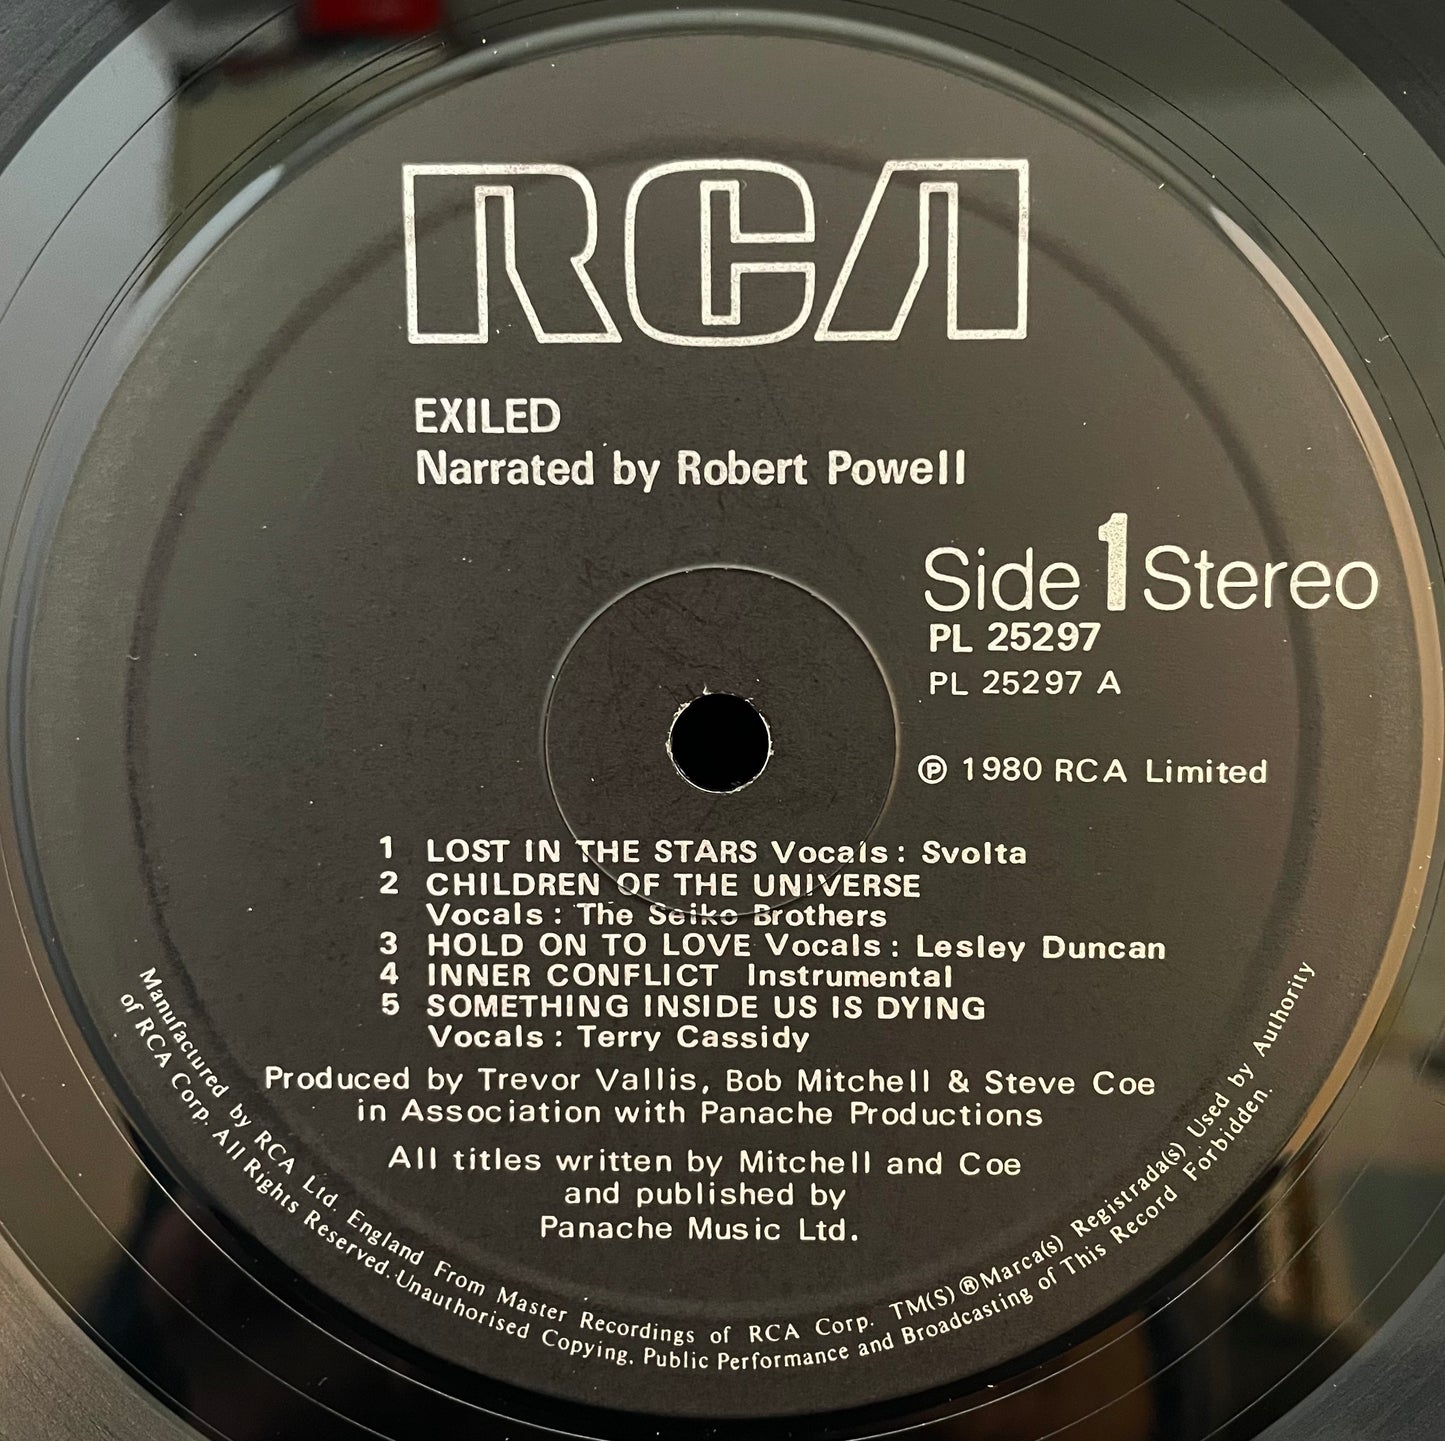 RCA
EXILED
Narrated by Robert Powell
Side 1 Stereo
PL 25297
PL 25297 A
℗ 1980 RCA Limited
1 LOST IN THE STARS Vocals : Svolta
2 CHILDREN OF THE UNIVERSE
Vocals : The Seiko Brothers
3 HOLD ON TO LOVE Vocals : Lesley Duncan
4 INNER CONFLICT Instrumental
5 SOMETHING INSIDE US IS DYING
Vocals : Terry Cassidy
Produced by Trevor Vallis, Bob Mitchell & Steve Coe
in Association with Panache Productions
All titles written by Mitchell and Coe
and published by
Panache Music Ltd.
Manufactured by RCA Ltd. England From Master Recordings of RCA Corp. TM(S) ® Marca(s) Registrada(s) Used by Authority
of RCA Corp. All Rights Reserved. Unauthorised Copying. Public Performance and Broadcasting of This Record Forbidden.